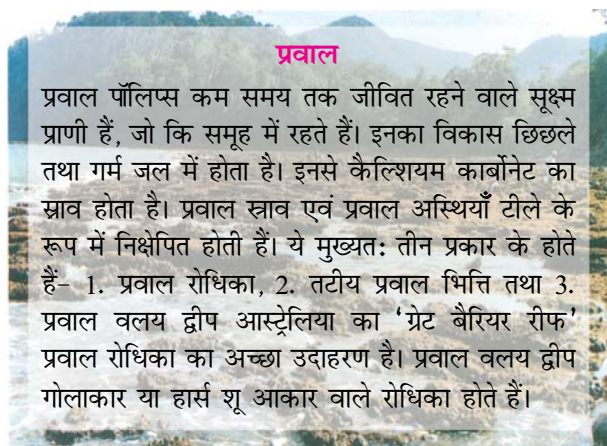 प्रवाल
प्रवाल पॉलिप्स कम समय तक जीवित रहने वाले सूक्ष्म
प्राणी हैं, जो कि समूह में रहते हैं। इनका विकास छिछले
तथा गर्म जल में होता है। इनसे कैल्शियम कार्बोनेट का
स्राव होता है। प्रवाल स्राव एवं प्रवाल अस्थियाँ टीले के
रूप में निक्षेपित होती हैं। ये मुख्यत: तीन प्रकार के होते
हैं- 1. प्रवाल रोधिका, 2. तटीय प्रवाल भित्ति तथा 3.
प्रवाल वलय द्वीप आस्ट्रेलिया का ‘ग्रेट बैरियर रीफ’
प्रवाल रोधिका का अच्छा उदाहरण है। प्रवाल वलय द्वीप
गोलाकार या हार्स शू आकार वाले रोधिका होते हैं।